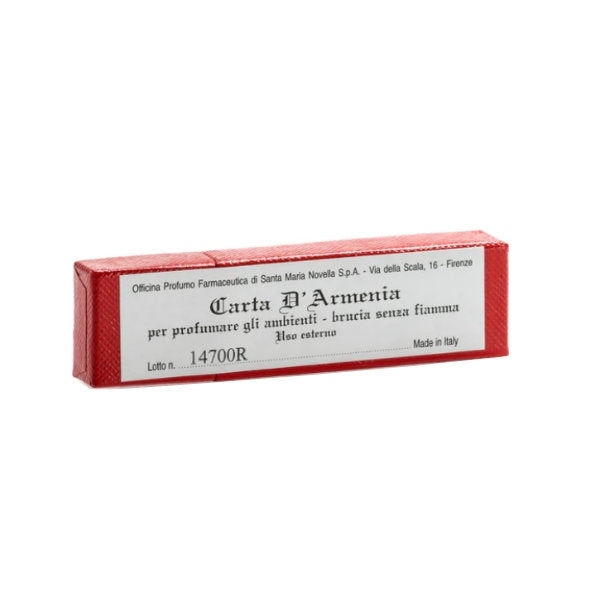 Officina Profumo Farmaceutica di Santa Maria Novella S.p.A. - Via della Scala, 16 - Firenze
Carta D'Armenia
per profumare gli ambienti - brucia senza fiamma
Uso esterno
Lotto n. 14700R Made in Italy